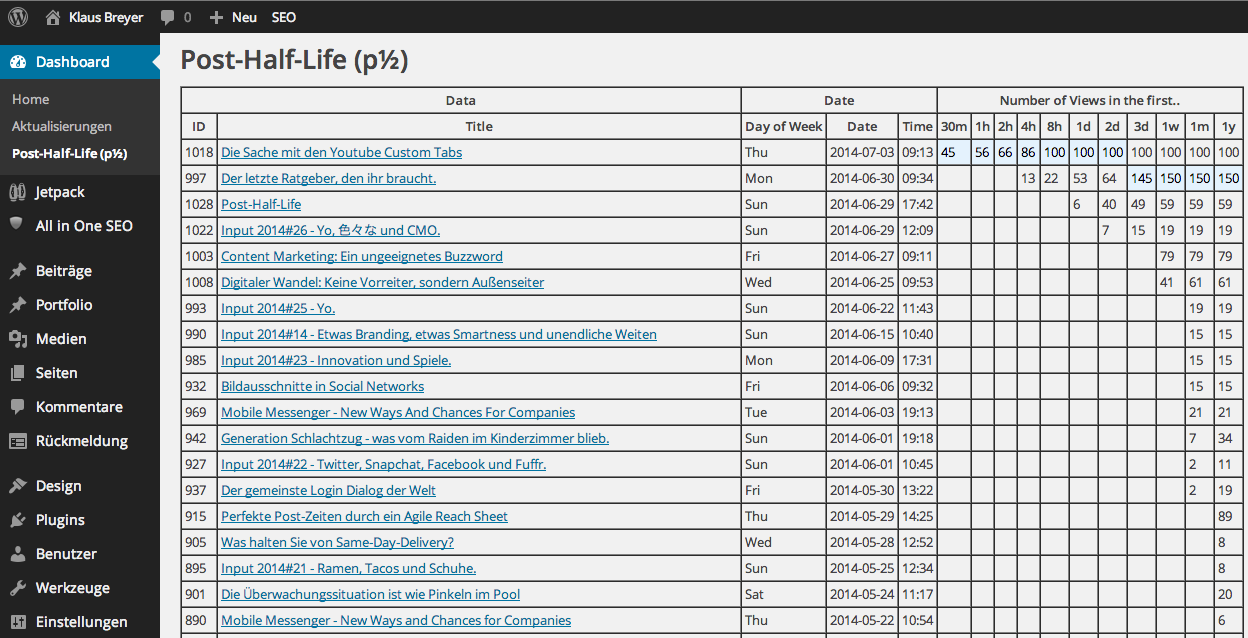 Klaus Breyer 0 Neu SEO
Dashboard
Home
Aktualisierungen
Post-Half-Life (p½)
Jetpack
All in One SEO
Beiträge
Portfolio
Medien
Seiten
Kommentare
Rückmeldung
Design
Plugins
Benutzer
Werkzeuge
Einstellungen
Post-Half-Life (p½)
Data Date Number of Views in the first..
ID Title Day of Week Date Time 30m 1h 2h 4h 8h 1d 2d 3d 1w 1m 1y
1018 Die Sache mit den Youtube Custom Tabs Thu 2014-07-03 09:13 45 56 66 86 100 100 100 100 100 100 100
997 Der letzte Ratgeber, den ihr braucht. Mon 2014-06-30 09:34 13 22 53 64 145 150 150 150
1028 Post-Half-Life Sun 2014-06-29 17:42 6 40 49 59 59 59
1022 Input 2014#26 - Yo, 色々な und CMO. Sun 2014-06-29 12:09 7 15 19 19 19
1003 Content Marketing: Ein ungeeignetes Buzzword Fri 2014-06-27 09:11 79 79 79
1008 Digitaler Wandel: Keine Vorreiter, sondern Außenseiter Wed 2014-06-25 09:53 41 61 61
993 Input 2014#25 - Yo. Sun 2014-06-22 11:43 19 19
990 Input 2014#14 - Etwas Branding, etwas Smartness und unendliche Weiten Sun 2014-06-15 10:40 15 15
985 Input 2014#23 - Innovation und Spiele. Mon 2014-06-09 17:31 15 15
932 Bildausschnitte in Social Networks Fri 2014-06-06 09:32 15 15
969 Mobile Messenger - New Ways And Chances For Companies Tue 2014-06-03 19:13 21 21
942 Generation Schlachtzug - was vom Raiden im Kinderzimmer blieb. Sun 2014-06-01 19:18 7 34
927 Input 2014#22 - Twitter, Snapchat, Facebook und Fuffr. Sun 2014-06-01 10:45 2 11
937 Der gemeinste Login Dialog der Welt Fri 2014-05-30 13:22 2 19
915 Perfekte Post-Zeiten durch ein Agile Reach Sheet Thu 2014-05-29 14:25 89
905 Was halten Sie von Same-Day-Delivery? Wed 2014-05-28 12:52 8
895 Input 2014#21 - Ramen, Tacos und Schuhe. Sun 2014-05-25 12:34 8
901 Die Überwachungssituation ist wie Pinkeln im Pool Sat 2014-05-24 11:17 20
890 Mobile Messenger - New Ways and Chances for Companies Thu 2014-05-22 10:54 6